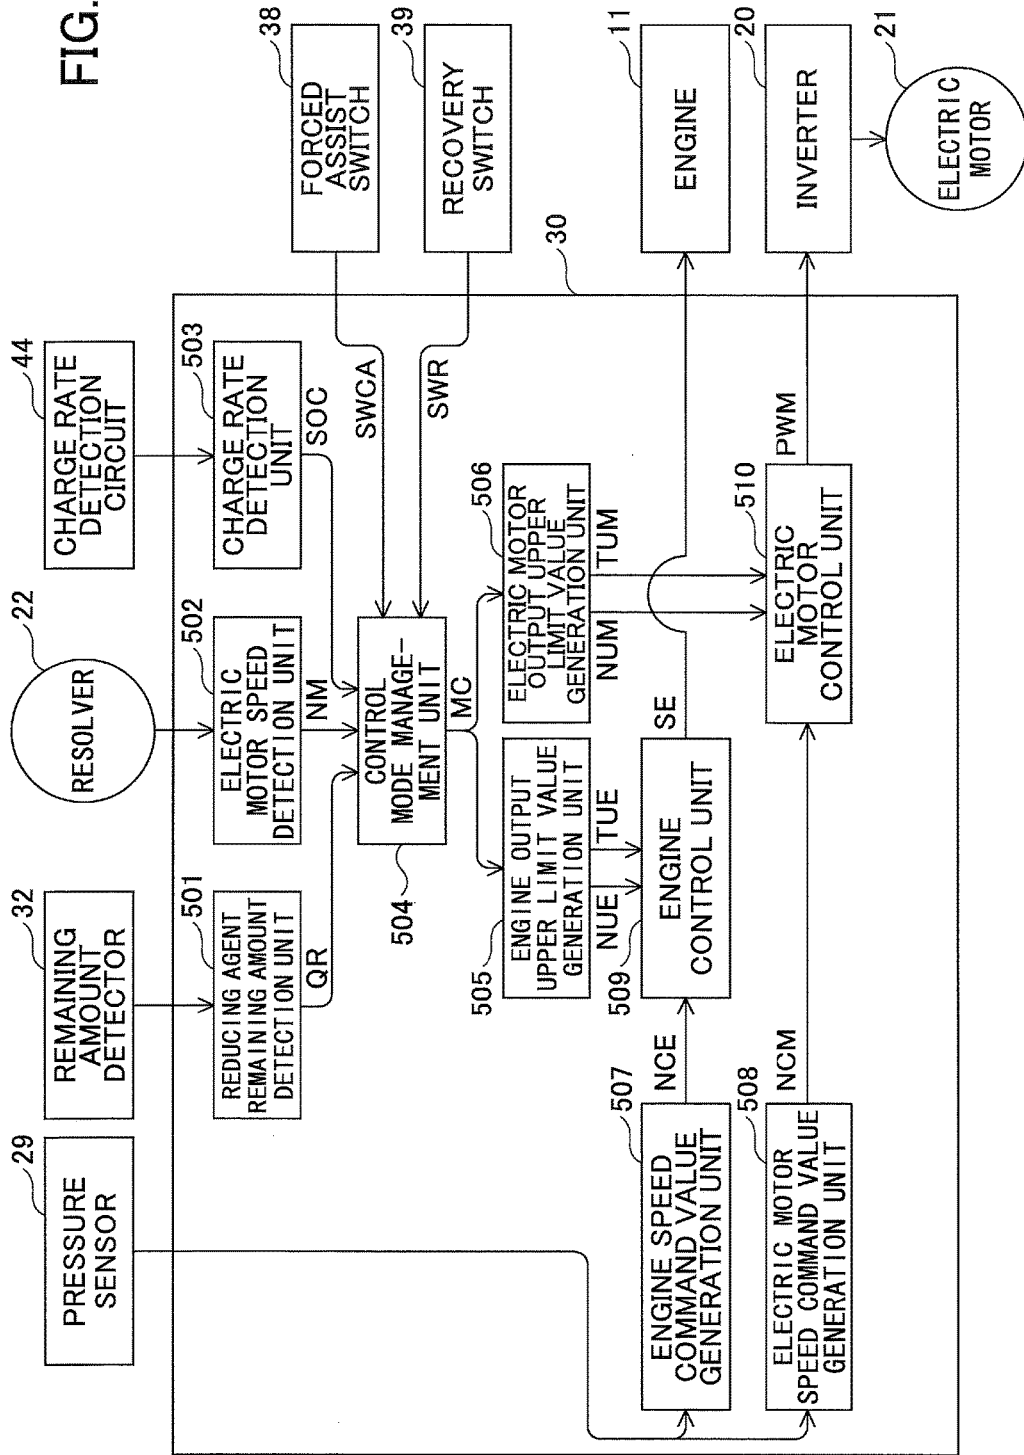 FIG.
29
PRESSURE
SENSOR
32
REMAINING
AMOUNT
DETECTOR
22
RESOLVER
44
CHARGE RATE
DETECTION
CIRCUIT
38
FORCED
ASSIST
SWITCH
39
RECOVERY
SWITCH
30
501
REDUCING AGENT
REMAINING AMOUNT
DETECTION UNIT
QR
502
ELECTRIC
MOTOR SPEED
DETECTION UNIT
NM
503
CHARGE RATE
DETECTION
UNIT
SOC
SWCA
SWR
504
CONTROL
MODE MANAGE-
MENT UNIT
MC
505
ENGINE OUTPUT
UPPER LIMIT VALUE
GENERATION UNIT
NUE
TUE
506
ELECTRIC MOTOR
OUTPUT UPPER
LIMIT VALUE
GENERATION UNIT
NUM
TUM
507
ENGINE SPEED
COMMAND VALUE
GENERATION UNIT
NCE
509
ENGINE
CONTROL UNIT
SE
11
ENGINE
508
ELECTRIC MOTOR
SPEED COMMAND VALUE
GENERATION UNIT
NCM
510
ELECTRIC
MOTOR
CONTROL UNIT
PWM
20
INVERTER
21
ELECTRIC
MOTOR